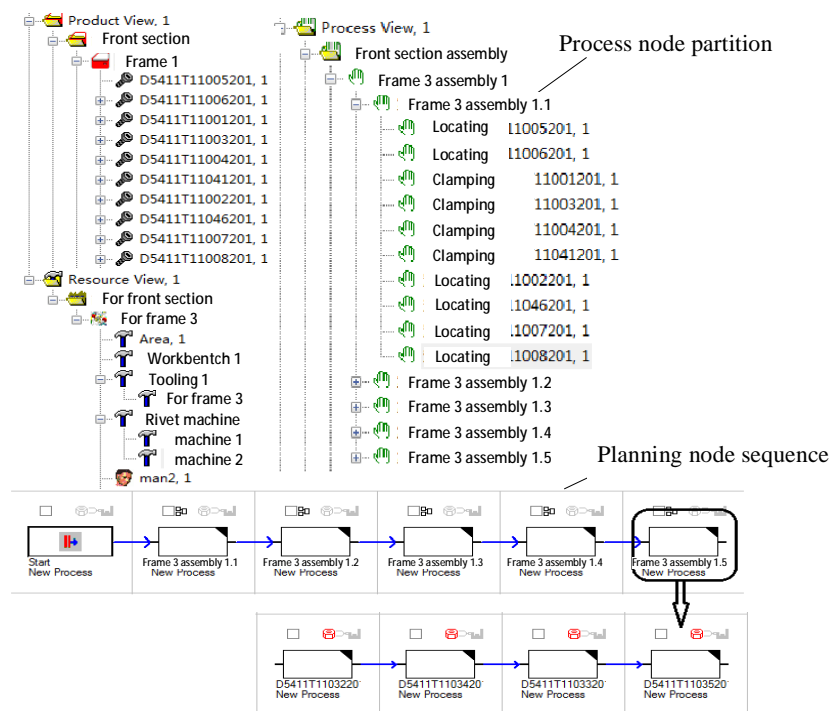 Product View, 1
Front section
Frame 1
D5411T11005201, 1
D5411T11006201, 1
D5411T11001201, 1
D5411T11003201, 1
D5411T11004201, 1
D5411T11041201, 1
D5411T11002201, 1
D5411T11046201, 1
D5411T11007201, 1
D5411T11008201, 1
Resource View, 1
For front section
For frame 3
Area, 1
Workbentch 1
Tooling 1
For frame 3
Rivet machine
machine 1
machine 2
man2, 1
Process View, 1
Front section assembly
Frame 3 assembly 1
Frame 3 assembly 1.1
Locating 11005201, 1
Locating 11006201, 1
Clamping 11001201, 1
Clamping 11003201, 1
Clamping 11004201, 1
Clamping 11041201, 1
Locating 11002201, 1
Locating 11046201, 1
Locating 11007201, 1
Locating 11008201, 1
Frame 3 assembly 1.2
Frame 3 assembly 1.3
Frame 3 assembly 1.4
Frame 3 assembly 1.5
Process node partition
Planning node sequence
Start
New Process
Frame 3 assembly 1.1
New Process
Frame 3 assembly 1.2
New Process
Frame 3 assembly 1.3
New Process
Frame 3 assembly 1.4
New Process
Frame 3 assembly 1.5
New Process
D5411T1103220
New Process
D5411T1103420
New Process
D5411T1103320
New Process
D5411T1103520
New Process